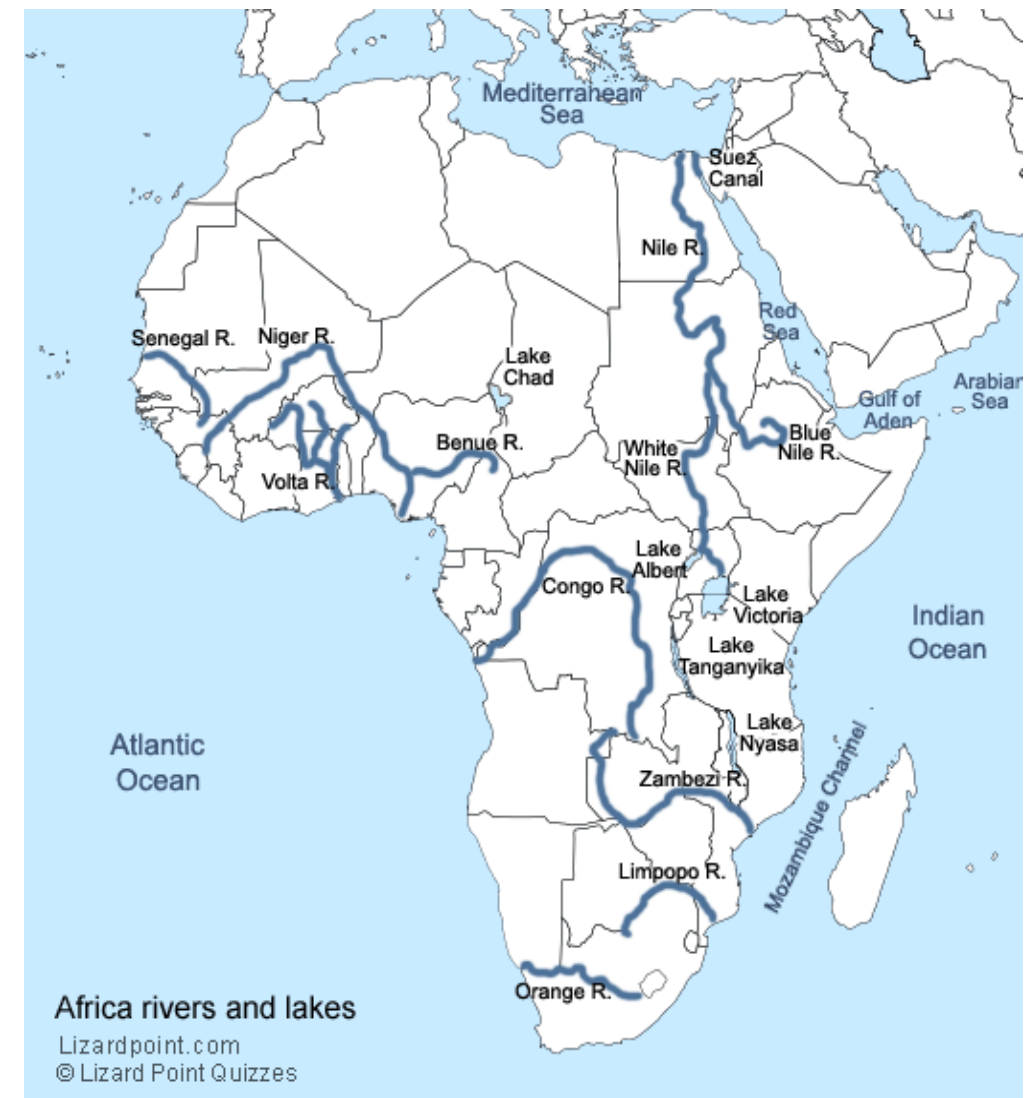 Mediterranean
Sea
Suez
Canal
Nile R.
Red
Sea
Senegal R.
Niger R.
Lake
Chad
Arabian
Sea
Gulf of
Aden
Benue R.
White
Nile R.
Blue
Nile R.
Volta R.
Lake
Albert
Congo R.
Lake
Victoria
Indian
Ocean
Lake
Tanganyika
Lake
Nyasa
Atlantic
Ocean
Zambezi R.
Mozambique Channel
Limpopo R.
Orange R.
Africa rivers and lakes
Lizardpoint.com
© Lizard Point Quizzes